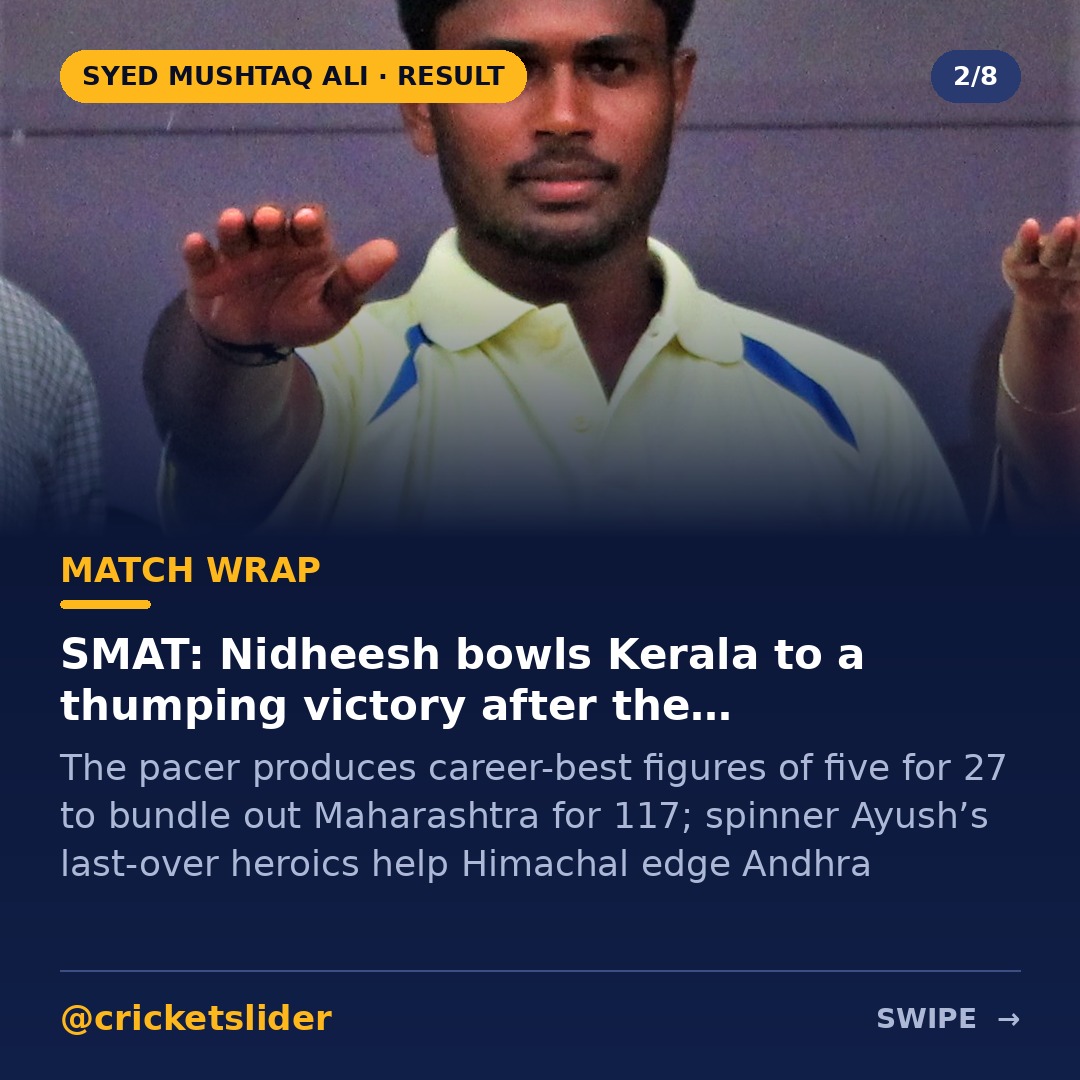 SYED MUSHTAQ ALI · RESULT
2/8
MATCH WRAP
SMAT: Nidheesh bowls Kerala to a
thumping victory after the…
The pacer produces career-best figures of five for 27
to bundle out Maharashtra for 117; spinner Ayush’s
last-over heroics help Himachal edge Andhra
@cricketslider
SWIPE →